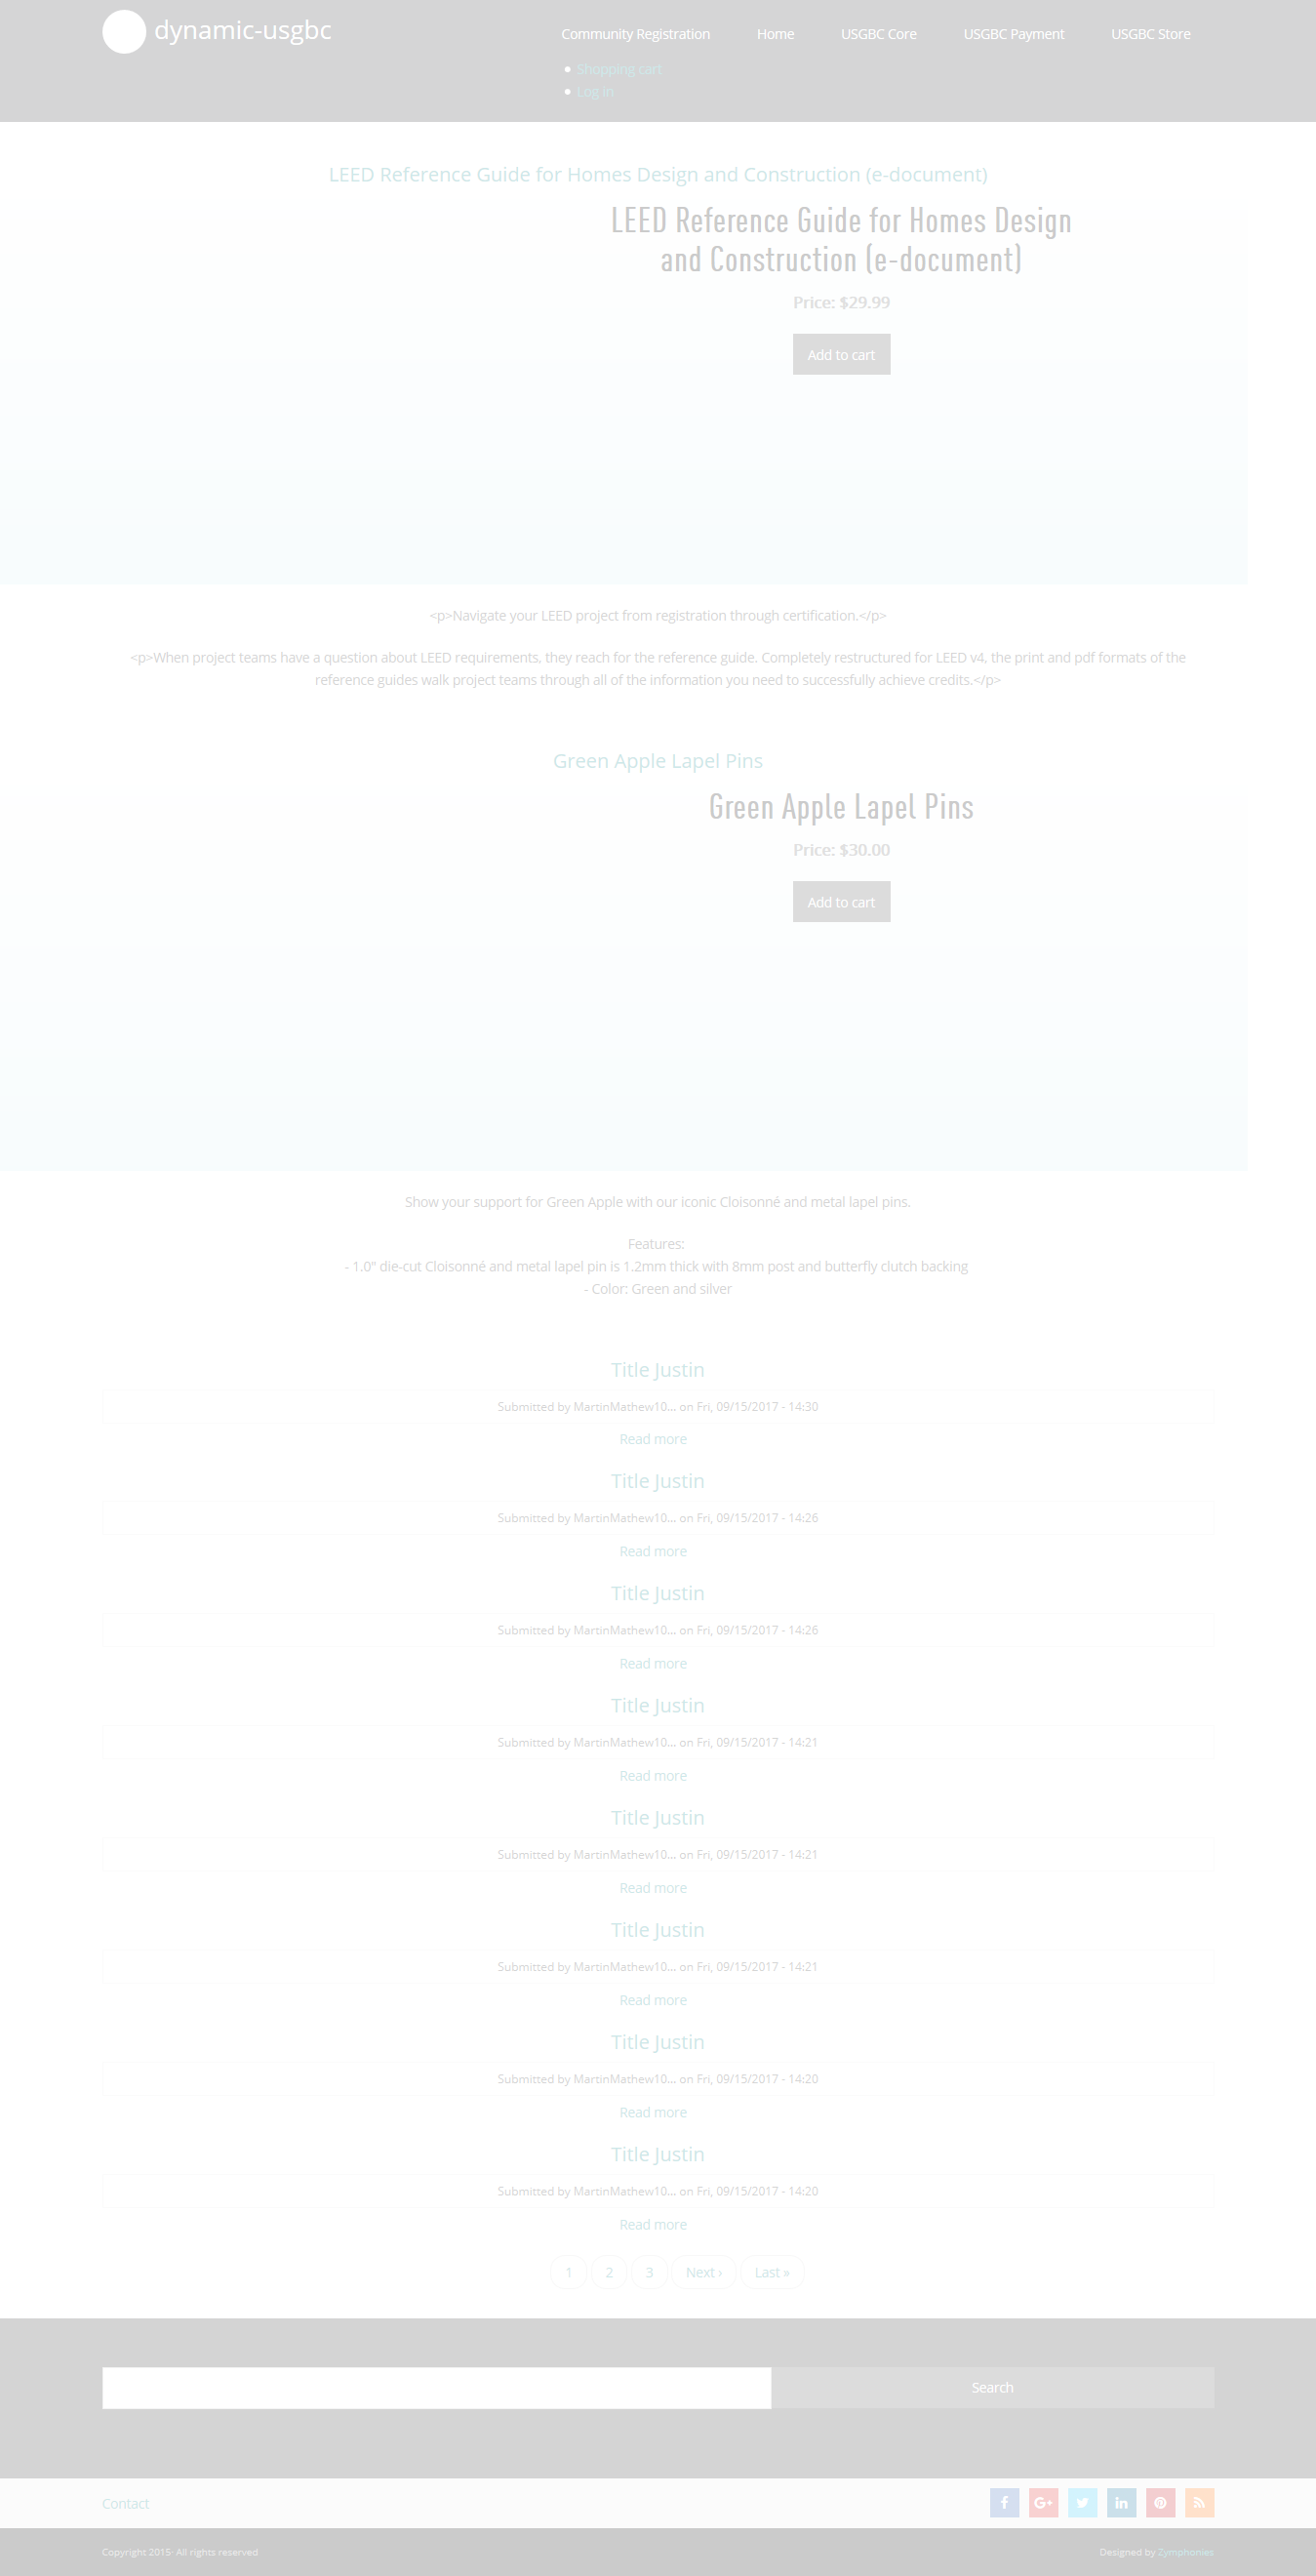 dynamic-usgbc
Community Registration Home USGBC Core USGBC Payment USGBC Store
Shopping cart
Log in
LEED Reference Guide for Homes Design and Construction (e-document)
LEED Reference Guide for Homes Design
and Construction (e-document)
Price: $29.99
Add to cart
<p>Navigate your LEED project from registration through certification.</p>
<p>When project teams have a question about LEED requirements, they reach for the reference guide. Completely restructured for LEED v4, the print and pdf formats of the
reference guides walk project teams through all of the information you need to successfully achieve credits.</p>
Green Apple Lapel Pins
Green Apple Lapel Pins
Price: $30.00
Add to cart
Show your support for Green Apple with our iconic Cloisonné and metal lapel pins.
Features:
- 1.0" die-cut Cloisonné and metal lapel pin is 1.2mm thick with 8mm post and butterfly clutch backing
- Color: Green and silver
Title Justin
Submitted by MartinMathew10... on Fri, 09/15/2017 - 14:30
Read more
Title Justin
Submitted by MartinMathew10... on Fri, 09/15/2017 - 14:26
Read more
Title Justin
Submitted by MartinMathew10... on Fri, 09/15/2017 - 14:26
Read more
Title Justin
Submitted by MartinMathew10... on Fri, 09/15/2017 - 14:21
Read more
Title Justin
Submitted by MartinMathew10... on Fri, 09/15/2017 - 14:21
Read more
Title Justin
Submitted by MartinMathew10... on Fri, 09/15/2017 - 14:21
Read more
Title Justin
Submitted by MartinMathew10... on Fri, 09/15/2017 - 14:20
Read more
Title Justin
Submitted by MartinMathew10... on Fri, 09/15/2017 - 14:20
Read more
1 2 3 Next › Last »
Search
Contact
Copyright 2015· All rights reserved Designed by Zymphonies